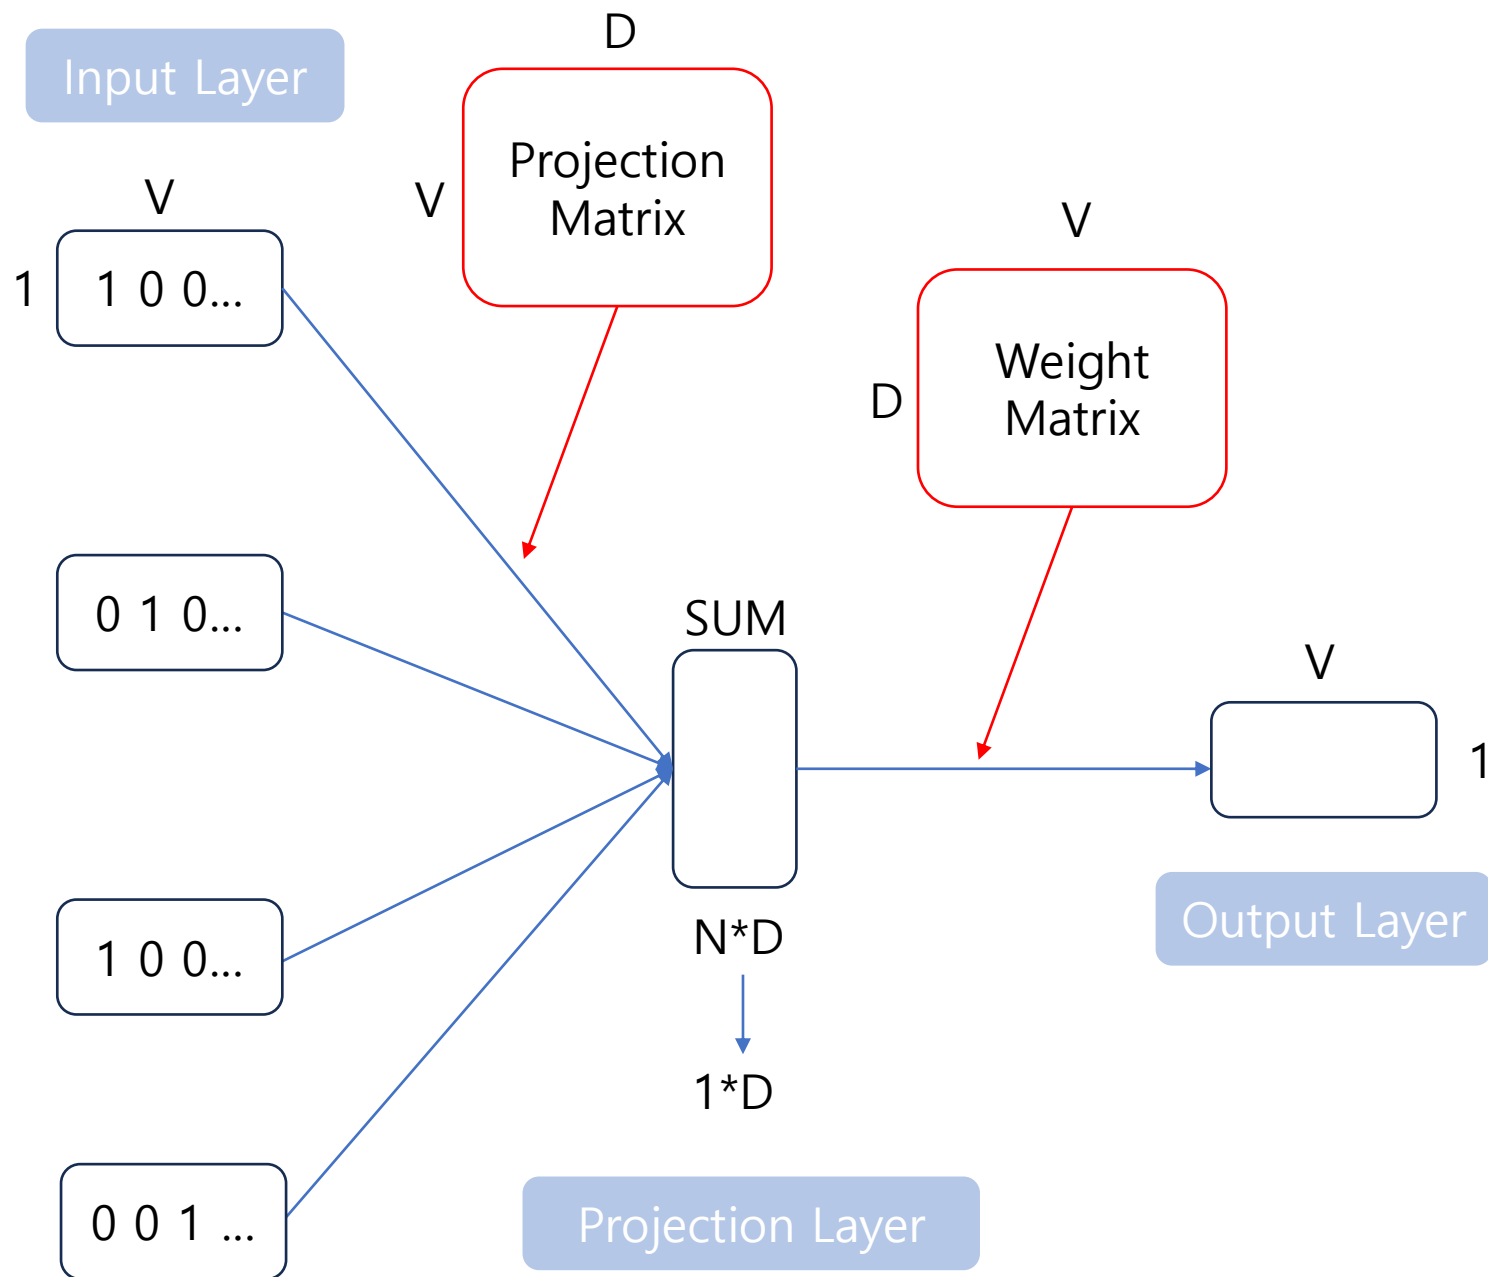 D
Input Layer
Projection
Matrix
V
V
V
1
1 0 0...
Weight
Matrix
D
0 1 0...
SUM
V
1
Output Layer
N*D
1 0 0...
1*D
0 0 1 ...
Projection Layer